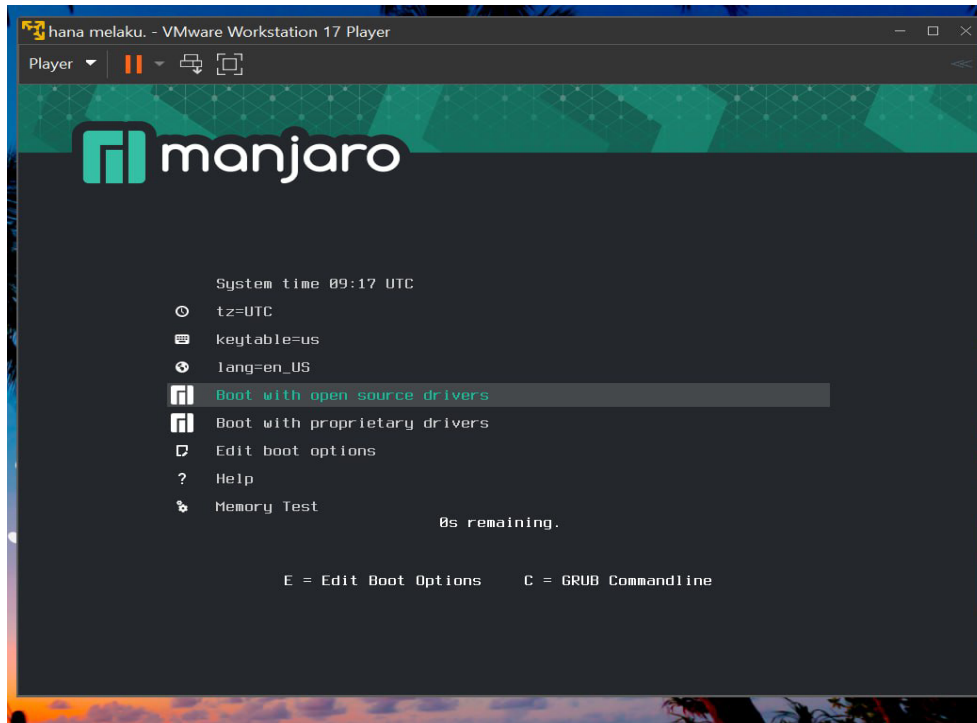 hana melaku. - VMware Workstation 17 Player
Player
manjaro
System time 09:17 UTC
tz=UTC
keytable=us
lang=en_US
Boot with open source drivers
Boot with proprietary drivers
Edit boot options
? Help
Memory Test
0s remaining.
E = Edit Boot Options C = GRUB Commandline